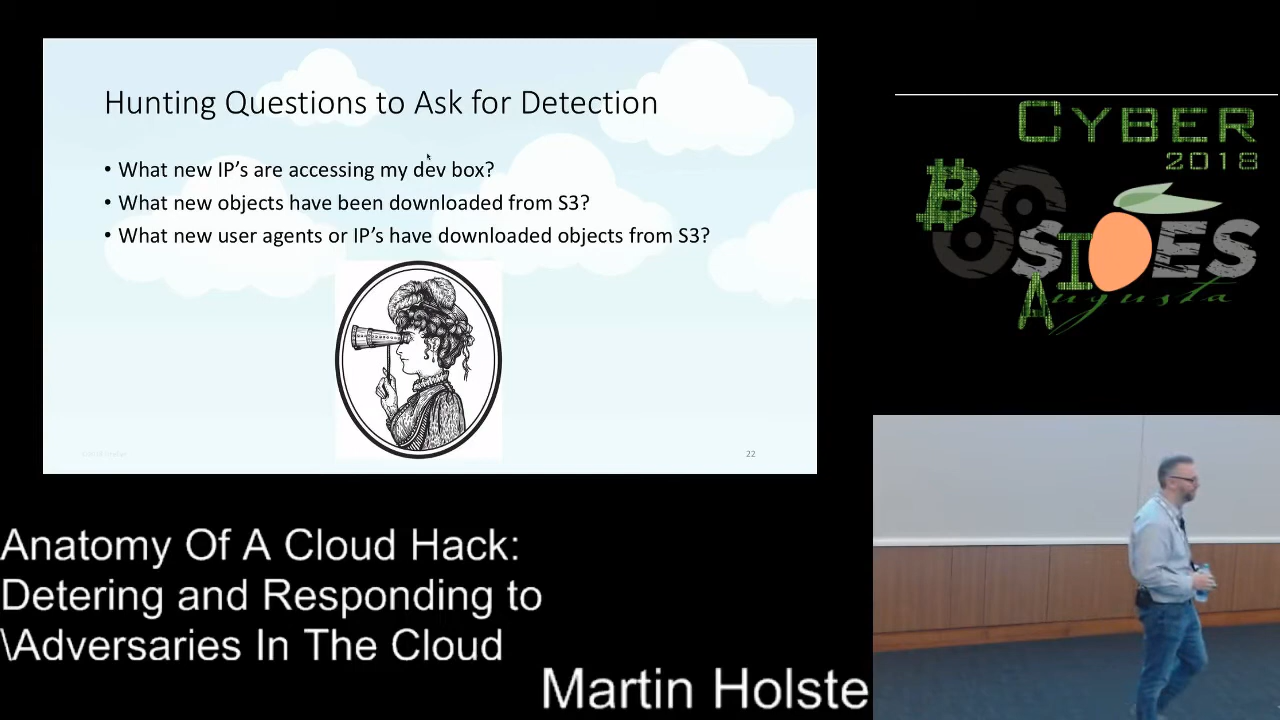 Hunting Questions to Ask for Detection
• What new IP's are accessing my dev box?
• What new objects have been downloaded from S3?
• What new user agents or IP's have downloaded objects from S3?
22
CYBER
2018
BSIDES
Augusta
Anatomy Of A Cloud Hack:
Detering and Responding to
\Adversaries In The Cloud
Martin Holste